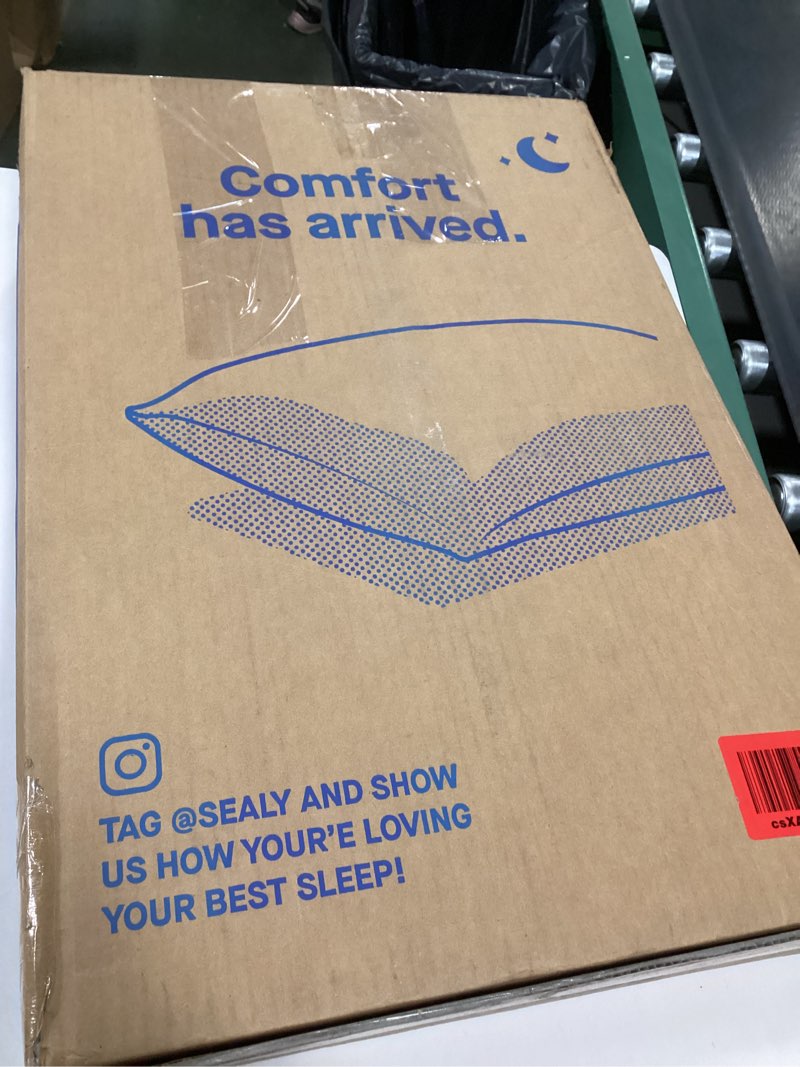 Comfort
has arrived.
TAG @SEALY AND SHOW
US HOW YOUR'E LOVING
YOUR BEST SLEEP!